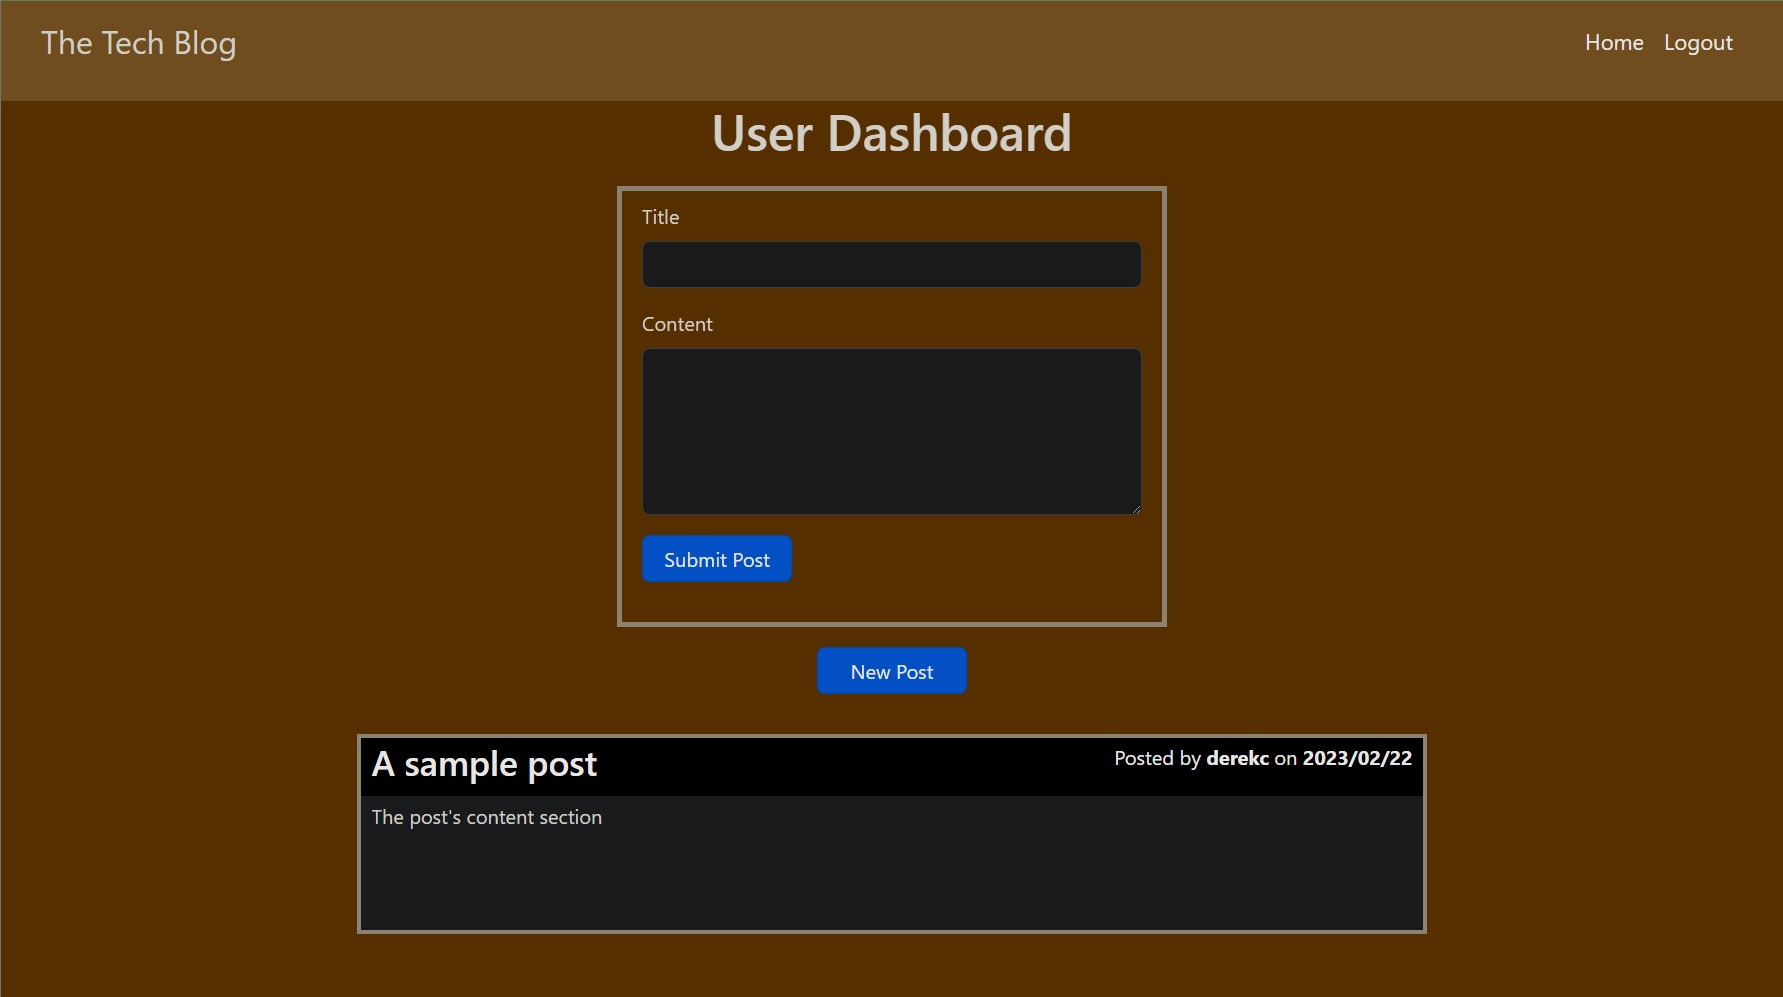 The Tech Blog
Home Logout
User Dashboard
Title
Content
Submit Post
New Post
A sample post
Posted by derekc on 2023/02/22
The post's content section